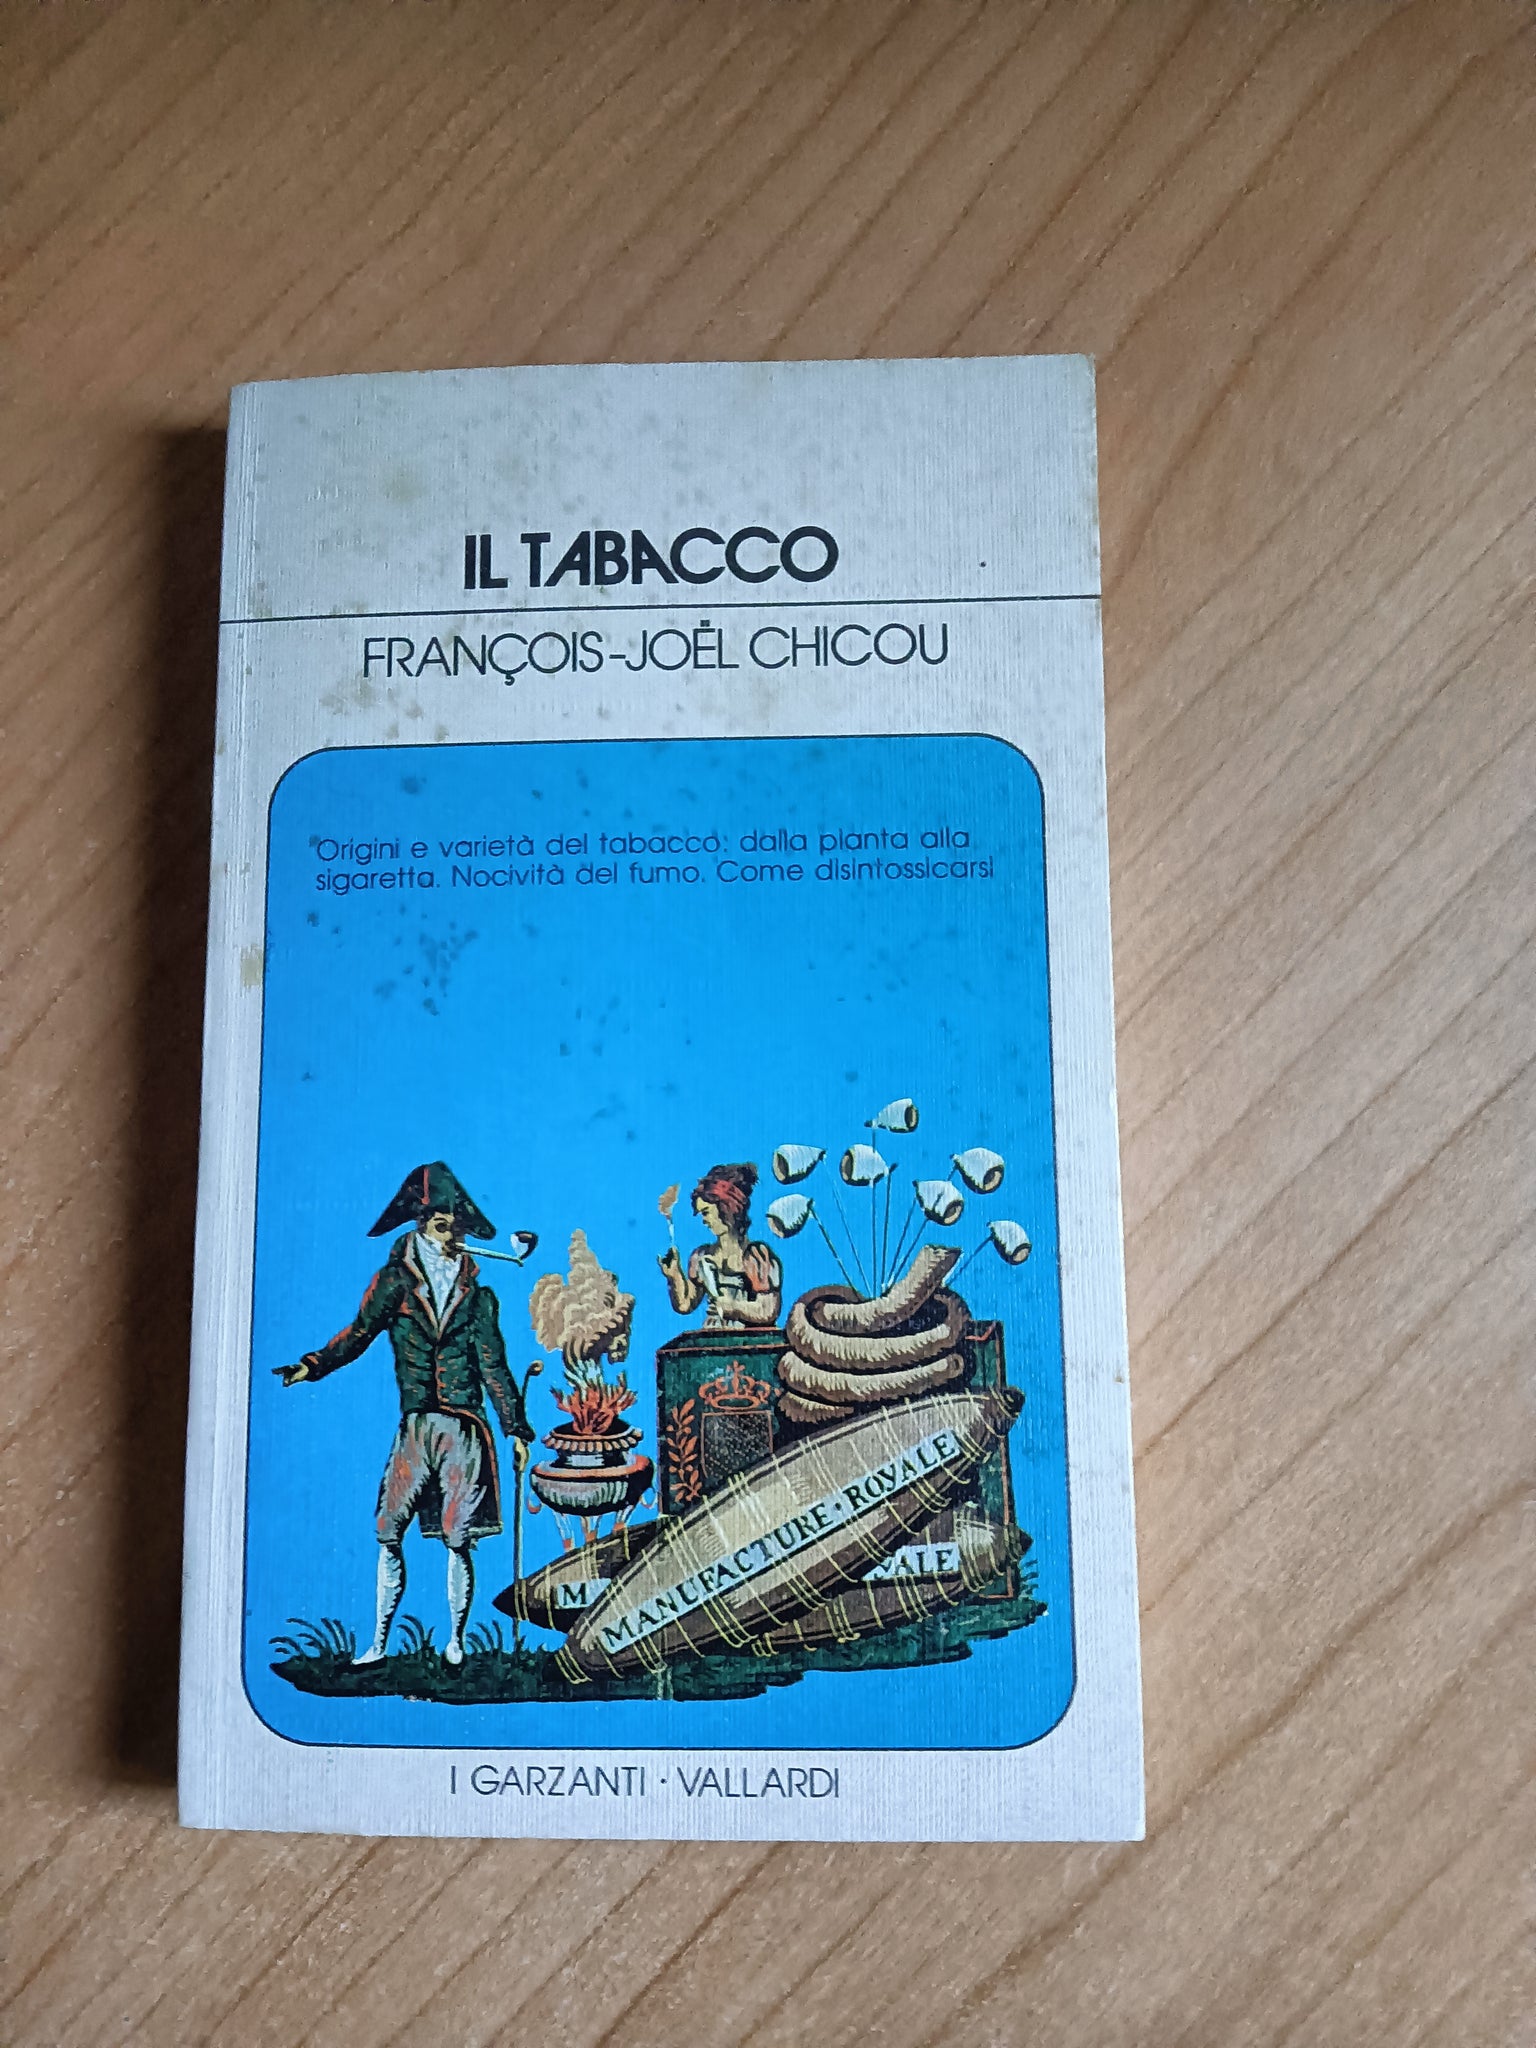 IL TABACCO
FRANÇOIS-JOËL CHICOU
Origini e varietà del tabacco: dalla pianta alla
sigaretta. Nocività del fumo. Come disintossicarsi
MANUFACTURE · ROYALE
M
YALE
I GARZANTI · VALLARDI